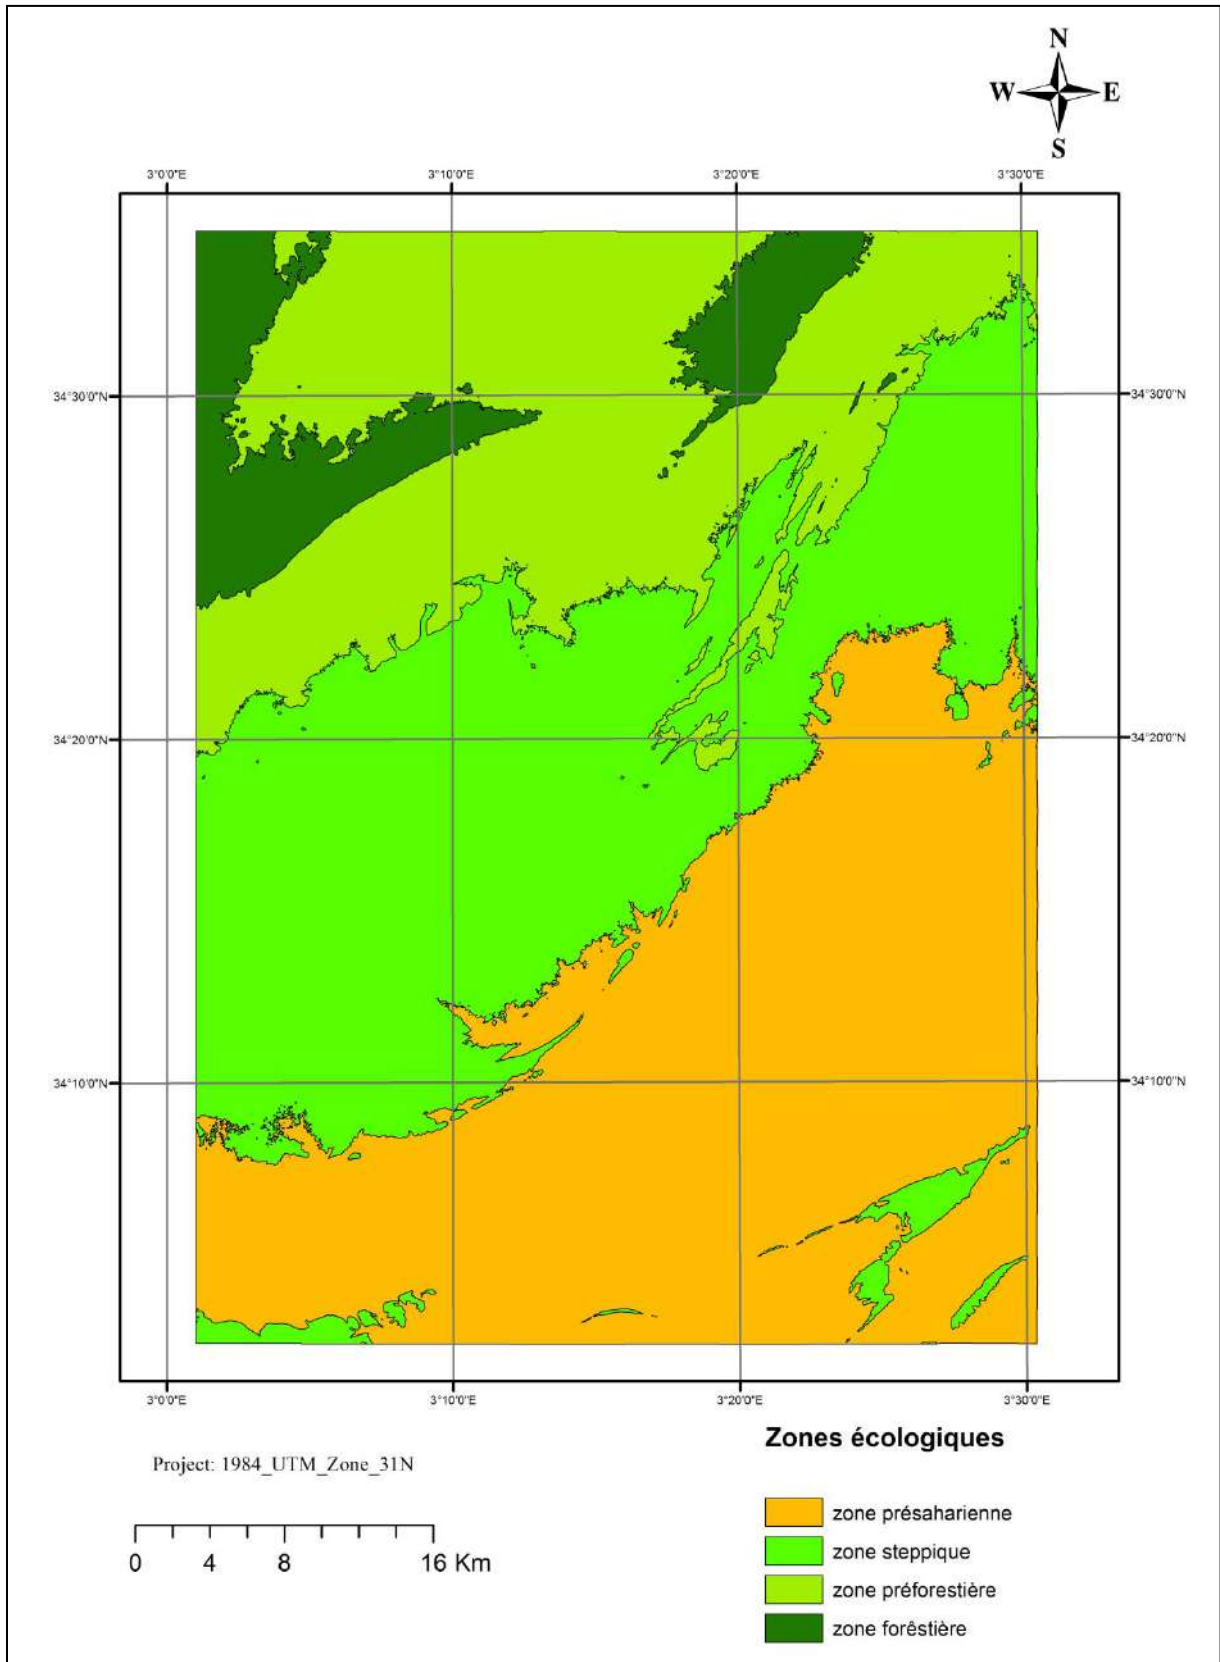 N
W E
S
3°0'0"E 3°10'0"E 3°20'0"E 3°30'0"E
34°30'0"N 34°30'0"N
34°20'0"N 34°20'0"N
34°10'0"N 34°10'0"N
3°0'0"E 3°10'0"E 3°20'0"E 3°30'0"E
Zones écologiques
Project: 1984_UTM_Zone_31N
zone présaharienne
zone steppique
zone préforestière
zone forêstière
0 4 8 16 Km